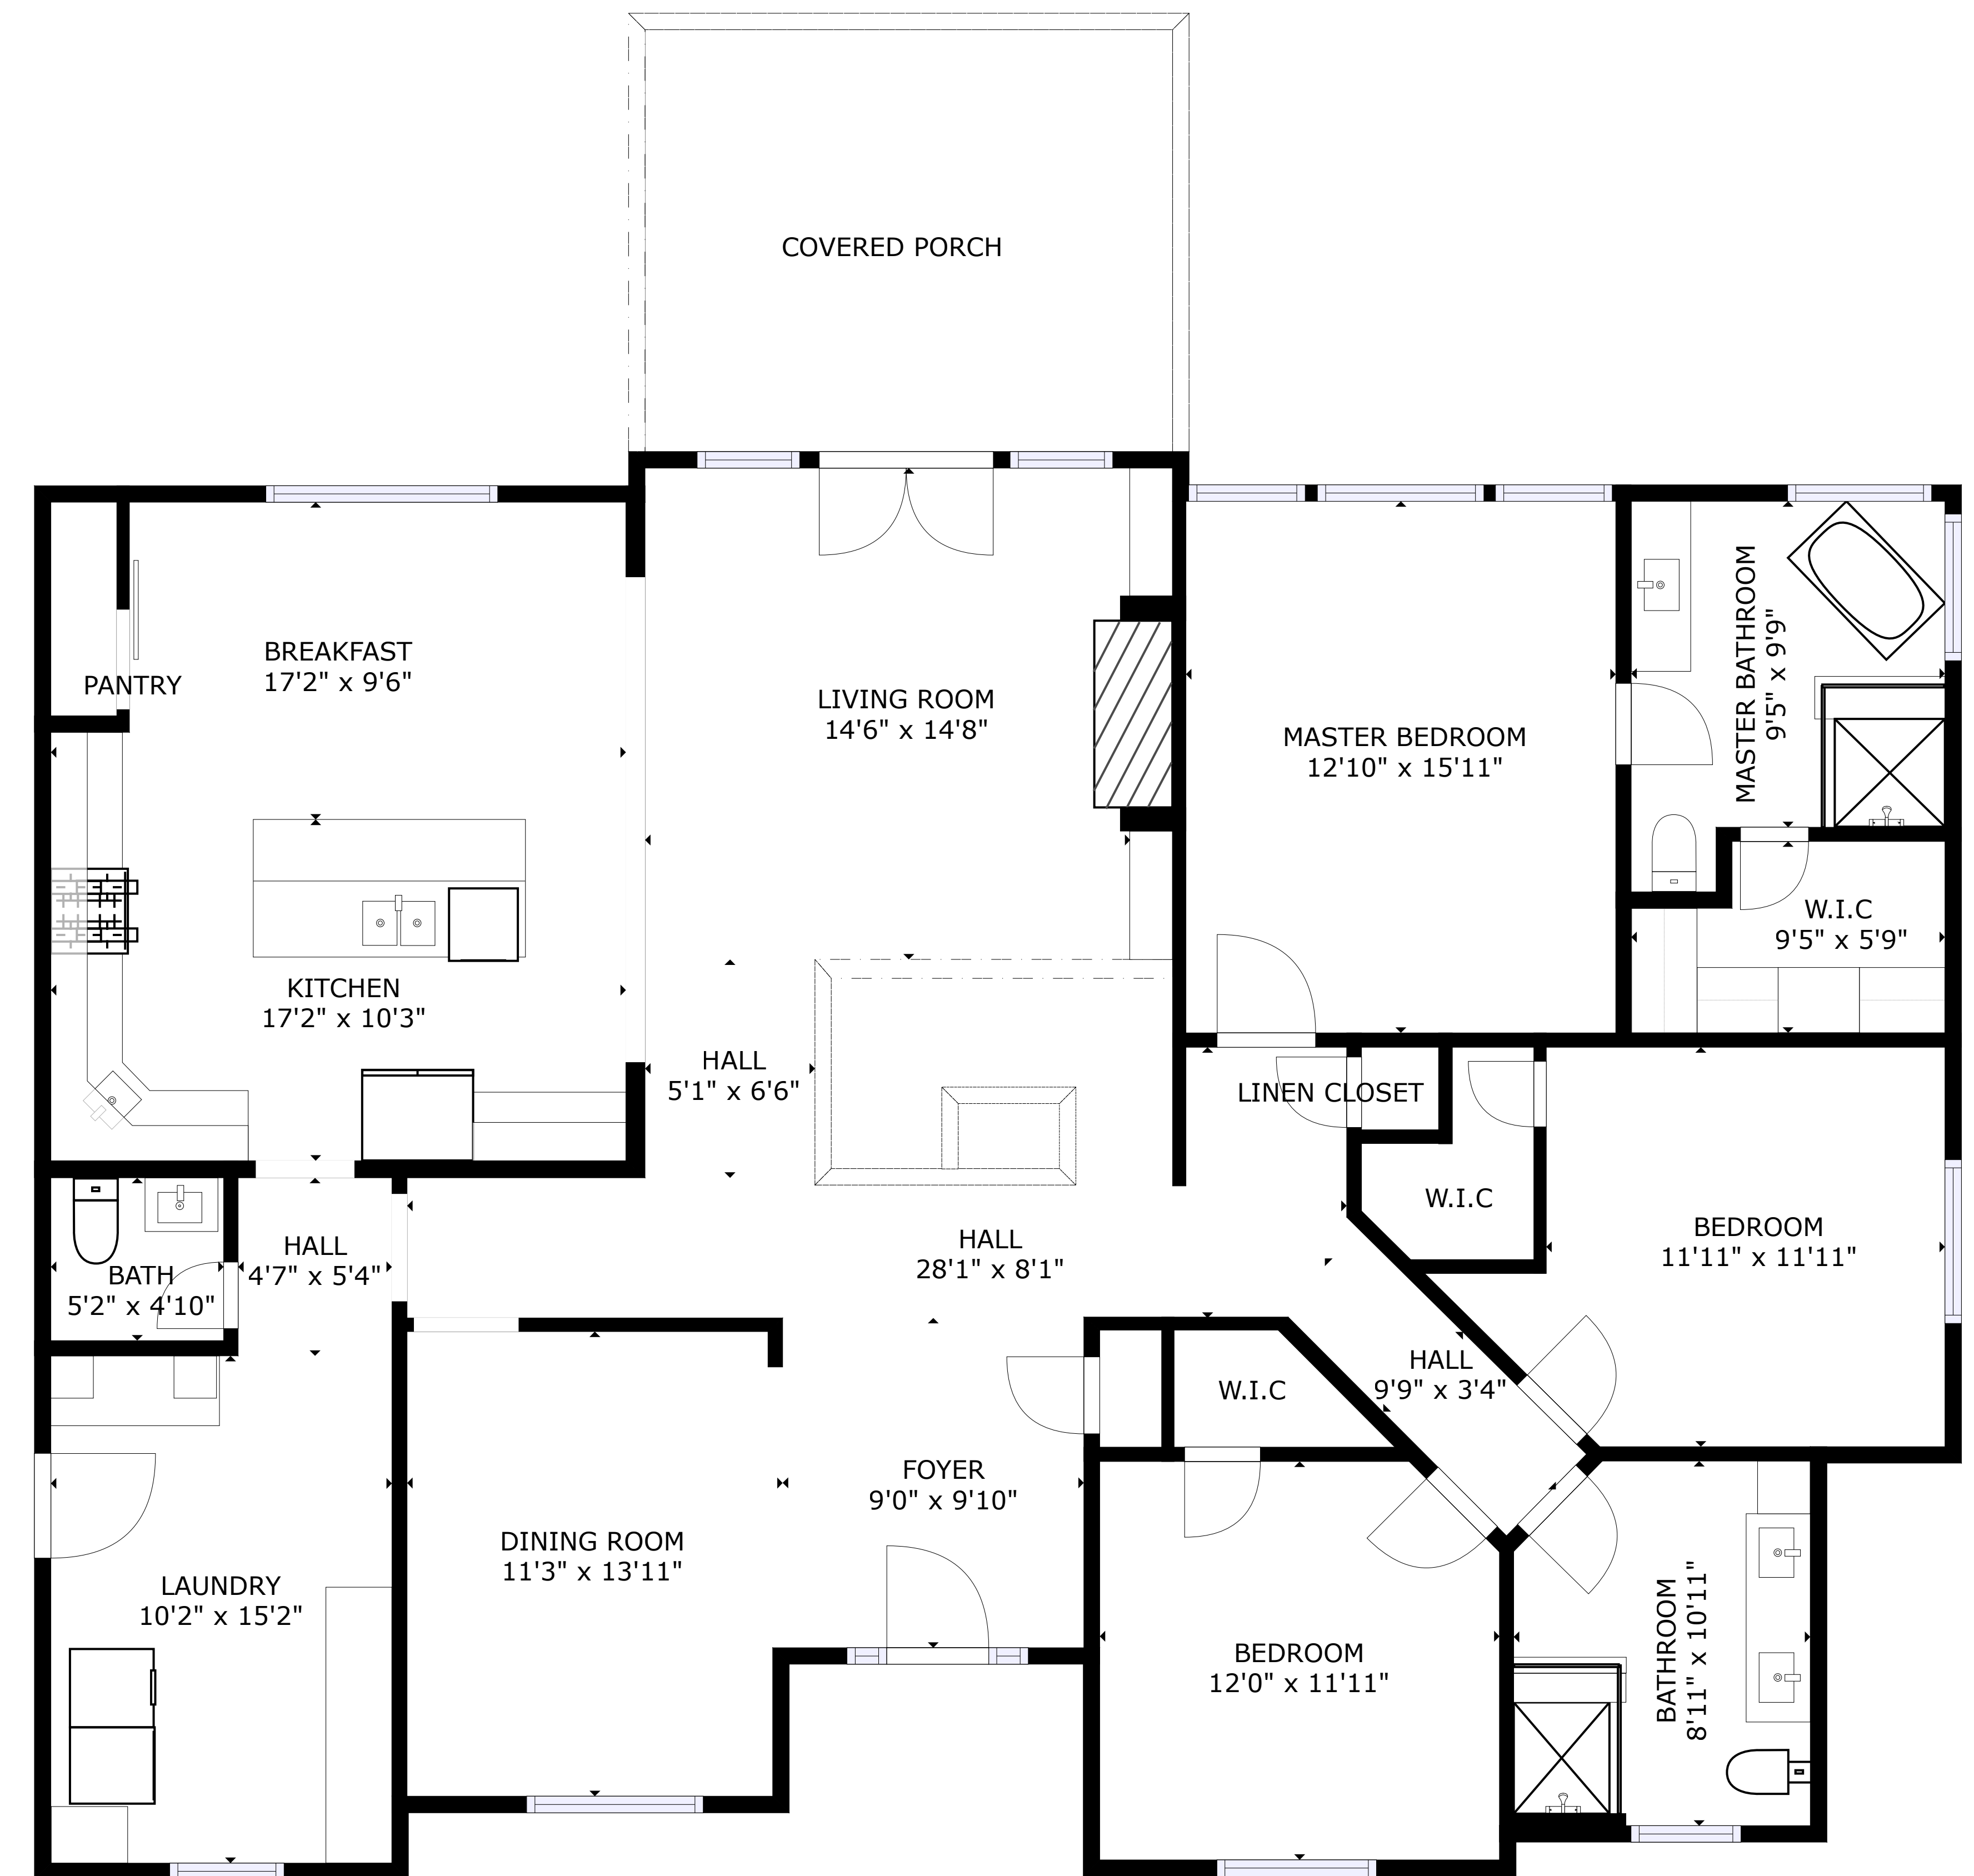 COVERED PORCH
BREAKFAST
17'2" x 9'6"
PANTRY
LIVING ROOM
14'6" x 14'8"
MASTER BEDROOM
12'10" x 15'11"
MASTER BATHROOM
9'5" x 9'9"
W.I.C
9'5" x 5'9"
KITCHEN
17'2" x 10'3"
HALL
5'1" x 6'6"
LINEN CLOSET
W.I.C
BEDROOM
11'11" x 11'11"
HALL
28'1" x 8'1"
HALL
4'7" x 5'4"
BATH
5'2" x 4'10"
HALL
9'9" x 3'4"
W.I.C
FOYER
9'0" x 9'10"
DINING ROOM
11'3" x 13'11"
LAUNDRY
10'2" x 15'2"
BEDROOM
12'0" x 11'11"
BATHROOM
8'11" x 10'11"